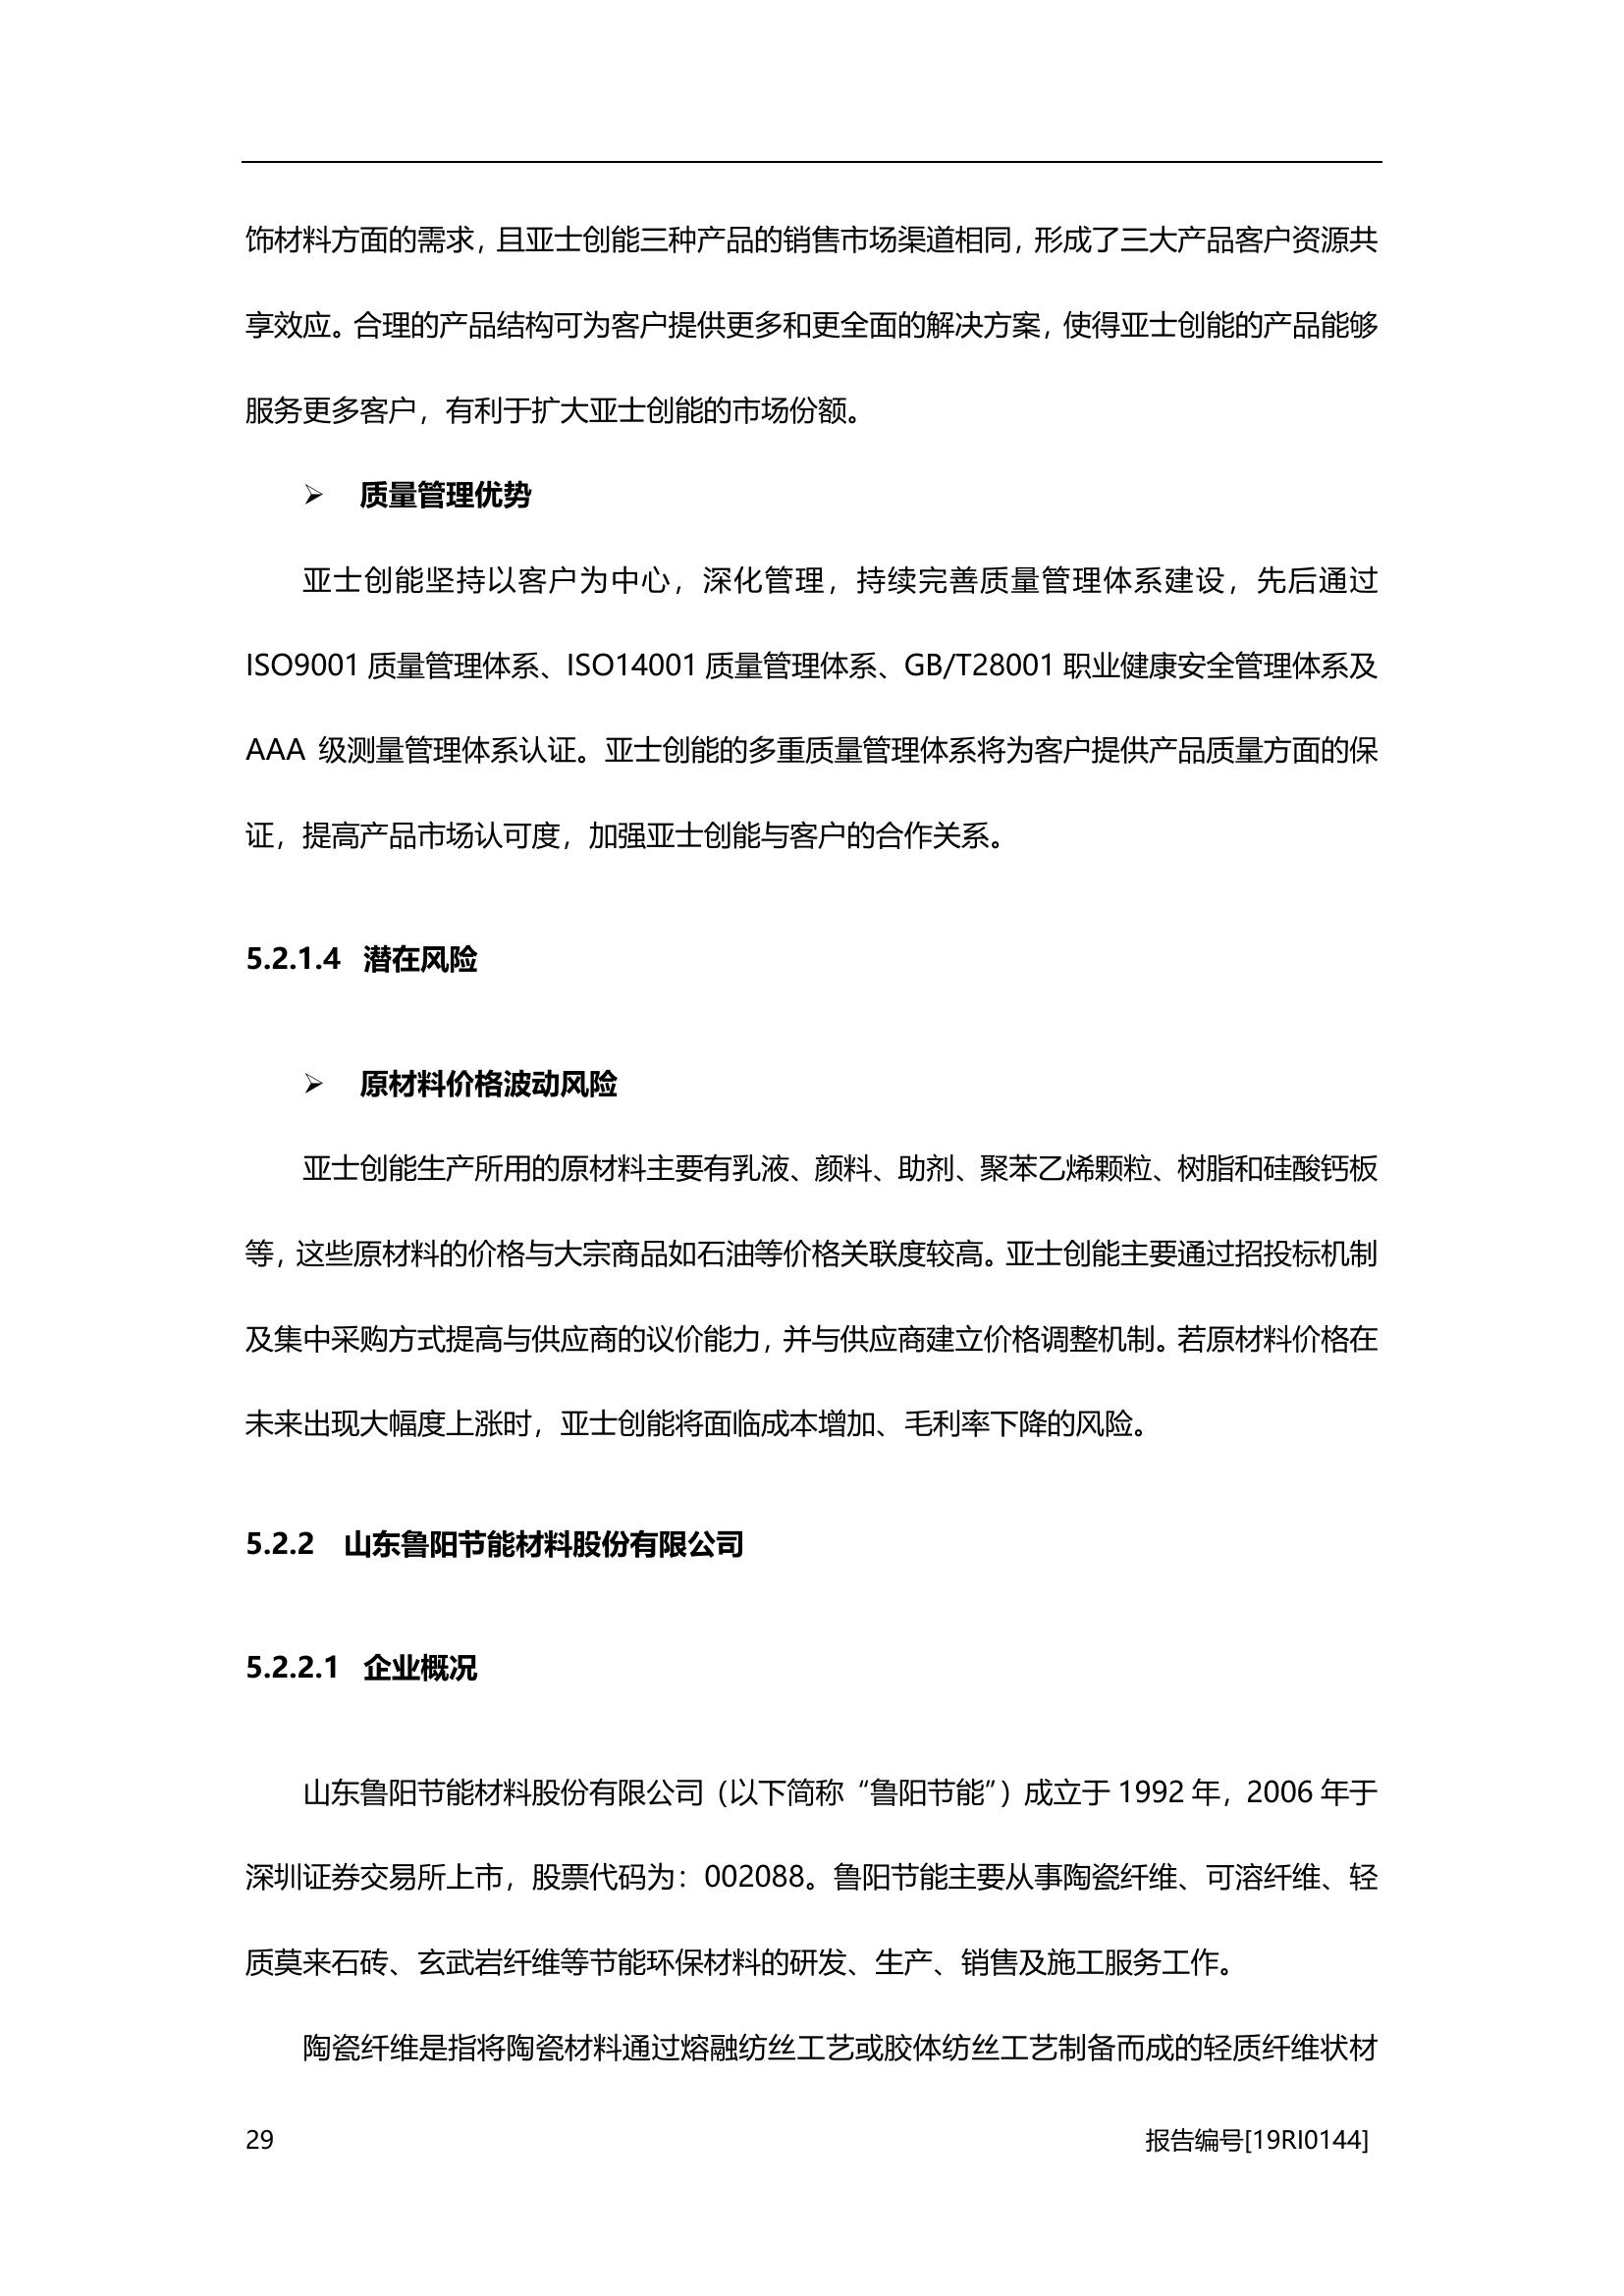 饰材料方面的需求，且亚士创能三种产品的销售市场渠道相同，形成了三大产品客户资源共
享效应。合理的产品结构可为客户提供更多和更全面的解决方案，使得亚士创能的产品能够
服务更多客户，有利于扩大亚士创能的市场份额。
➢ 质量管理优势
亚士创能坚持以客户为中心，深化管理，持续完善质量管理体系建设，先后通过
ISO9001 质量管理体系、ISO14001 质量管理体系、GB/T28001 职业健康安全管理体系及
AAA 级测量管理体系认证。亚士创能的多重质量管理体系将为客户提供产品质量方面的保
证，提高产品市场认可度，加强亚士创能与客户的合作关系。
5.2.1.4 潜在风险
➢ 原材料价格波动风险
亚士创能生产所用的原材料主要有乳液、颜料、助剂、聚苯乙烯颗粒、树脂和硅酸钙板
等，这些原材料的价格与大宗商品如石油等价格关联度较高。亚士创能主要通过招投标机制
及集中采购方式提高与供应商的议价能力，并与供应商建立价格调整机制。若原材料价格在
未来出现大幅度上涨时，亚士创能将面临成本增加、毛利率下降的风险。
5.2.2 山东鲁阳节能材料股份有限公司
5.2.2.1 企业概况
山东鲁阳节能材料股份有限公司（以下简称“鲁阳节能”）成立于 1992 年，2006 年于
深圳证券交易所上市，股票代码为：002088。鲁阳节能主要从事陶瓷纤维、可溶纤维、轻
质莫来石砖、玄武岩纤维等节能环保材料的研发、生产、销售及施工服务工作。
陶瓷纤维是指将陶瓷材料通过熔融纺丝工艺或胶体纺丝工艺制备而成的轻质纤维状材
29 报告编号[19RI0144]